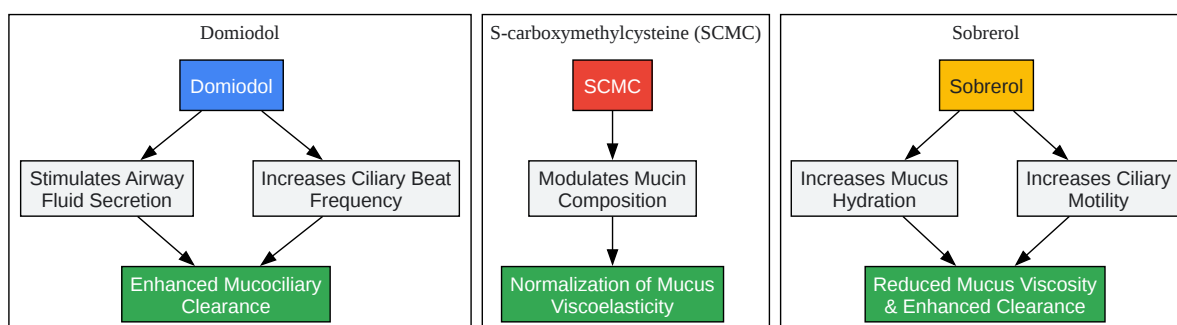 Domiodol
Domiodol
Stimulates Airway
Fluid Secretion
Increases Ciliary Beat
Frequency
Enhanced Mucociliary
Clearance
S-carboxymethylcysteine (SCMC)
SCMC
Modulates Mucin
Composition
Normalization of Mucus
Viscoelasticity
Sobrerol
Sobrerol
Increases Mucus
Hydration
Increases Ciliary
Motility
Reduced Mucus Viscosity
& Enhanced Clearance